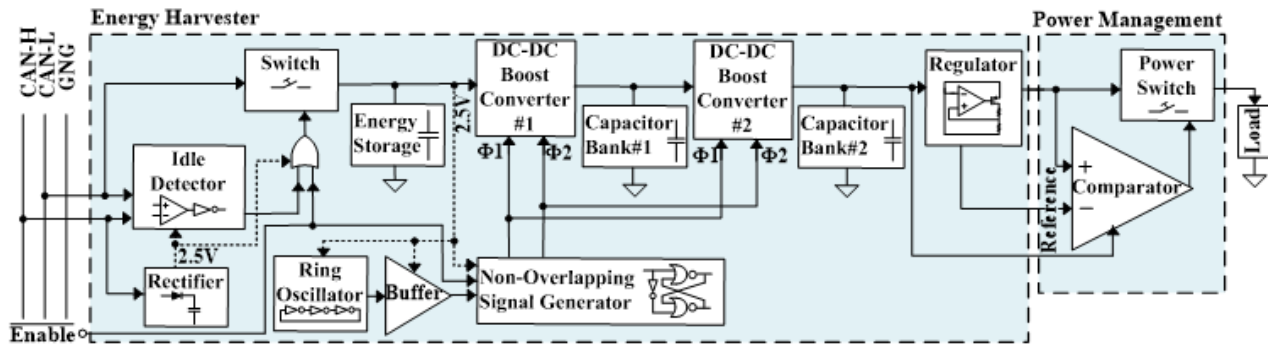 Energy Harvester
Power Management
CAN-H
CAN-L
GNG
Switch
DC-DC
Boost
Converter
#1
DC-DC
Boost
Converter
#2
Regulator
Power
Switch
2.5V
Energy
Storage
Capacitor
Bank#1
Capacitor
Bank#2
Load
Idle
Detector
Φ1
Φ2
Φ1
Φ2
+
Comparator
−
Reference
2.5V
Rectifier
Ring
Oscillator
Buffer
Non-Overlapping
Signal Generator
Enable